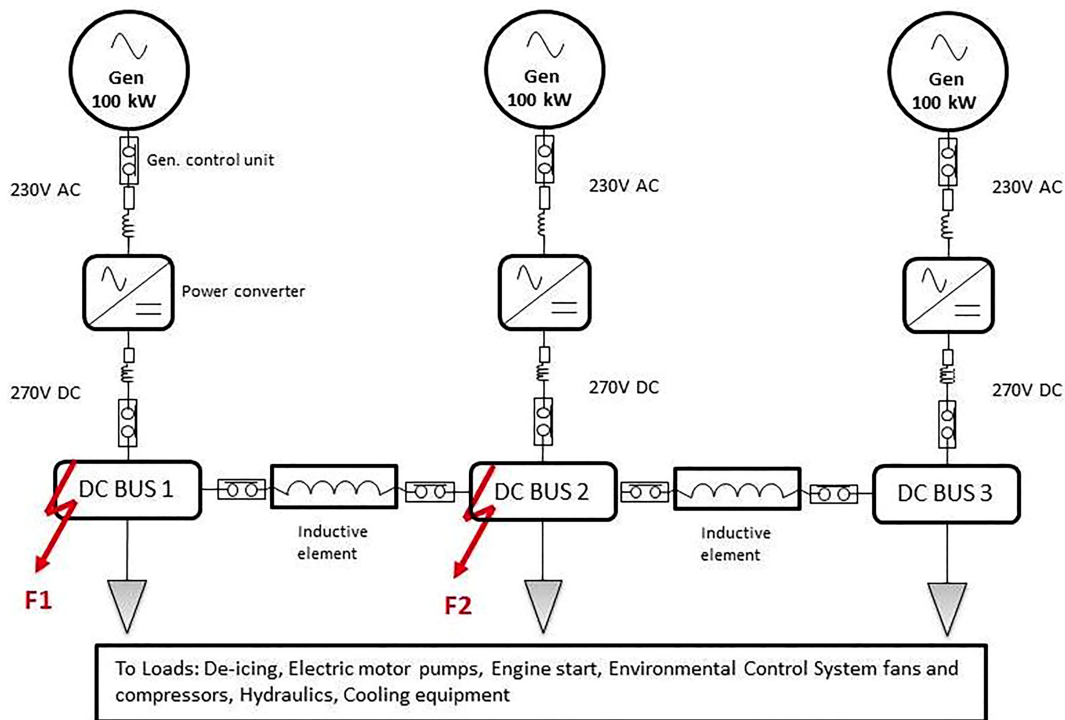 Gen
100 kW
Gen
100 kW
Gen
100 kW
Gen. control unit
230V AC
230V AC
230V AC
Power converter
270V DC
270V DC
270V DC
DC BUS 1
DC BUS 2
DC BUS 3
Inductive
element
Inductive
element
F1
F2
To Loads: De-icing, Electric motor pumps, Engine start, Environmental Control System fans and
compressors, Hydraulics, Cooling equipment